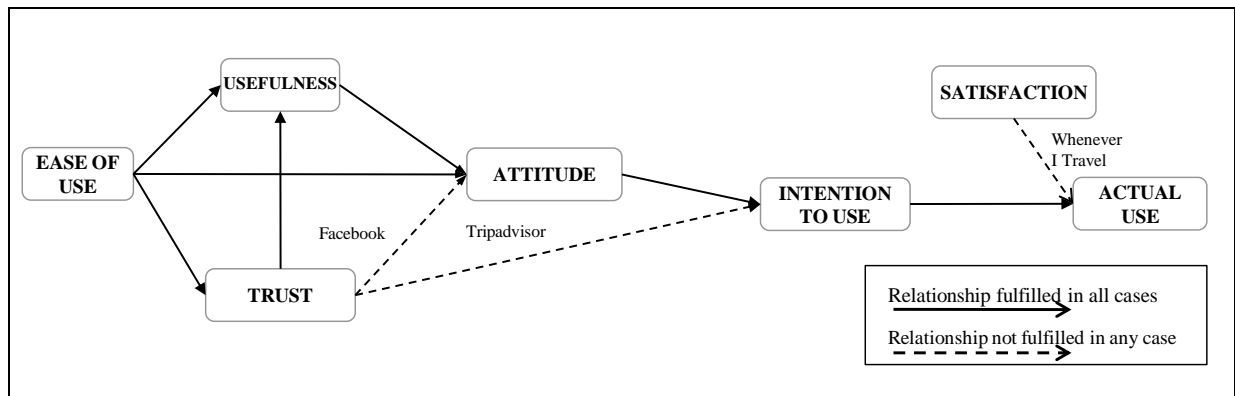 USEFULNESS
SATISFACTION
Whenever
I Travel
EASE OF
USE
ATTITUDE
INTENTION
TO USE
ACTUAL
USE
Facebook
Tripadvisor
TRUST
Relationship fulfilled in all cases
Relationship not fulfilled in any case